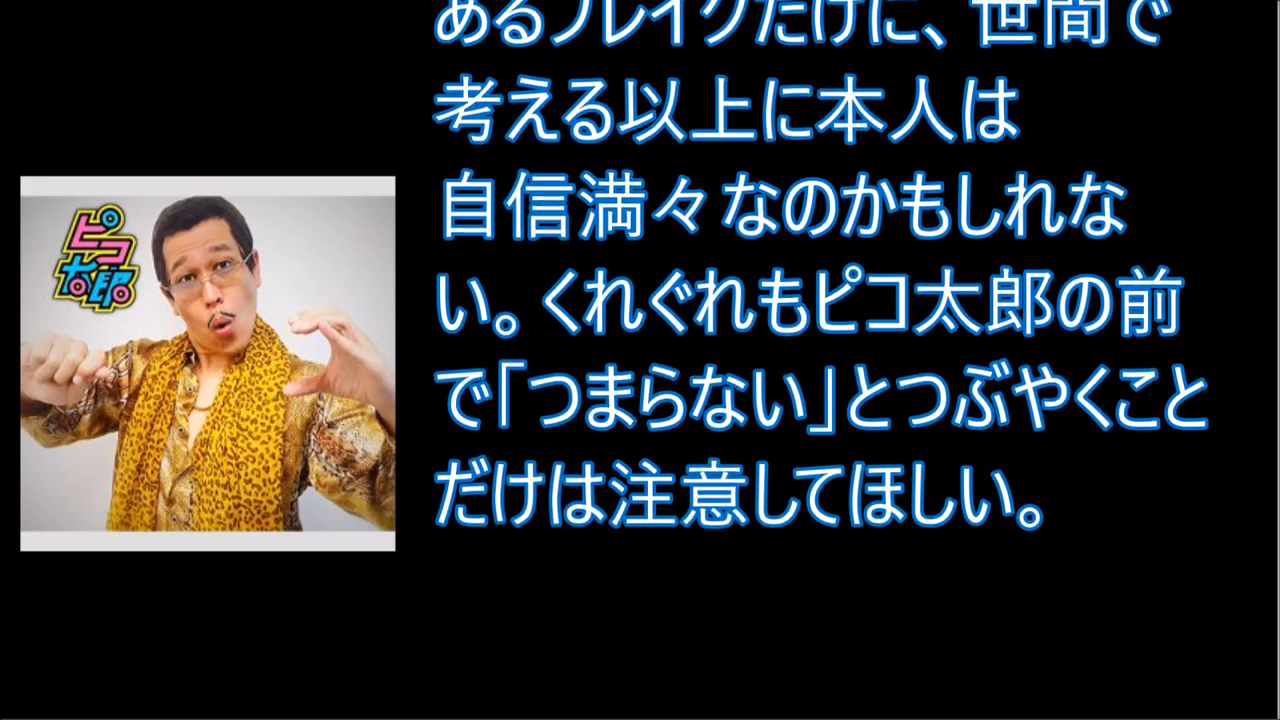 ピコ
太郎
あるブレイクだけに、世間で
考える以上に本人は
自信満々なのかもしれな
い。くれぐれもピコ太郎の前
で「つまらない」とつぶやくこと
だけは注意してほしい。